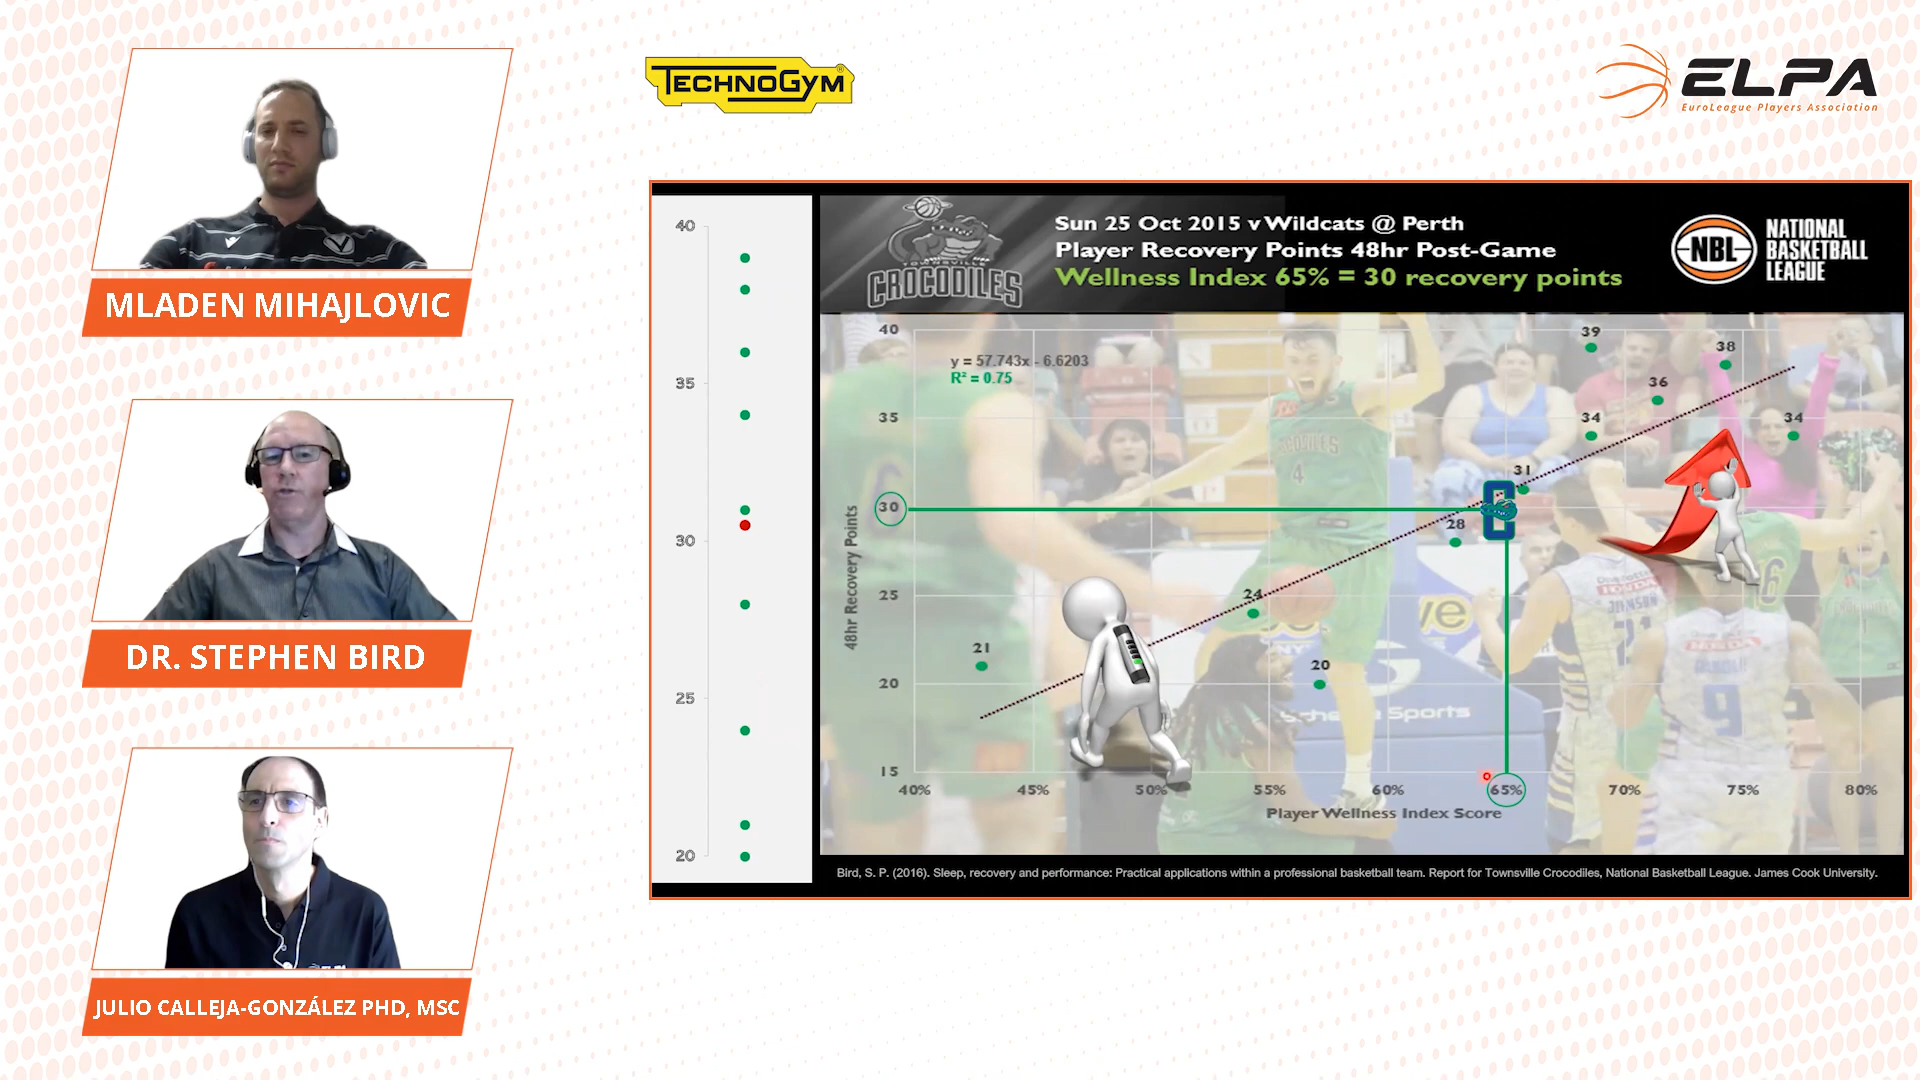 MLADEN MIHAJLOVIC
DR. STEPHEN BIRD
JULIO CALLEJA-GONZÁLEZ PHD, MSC
TECHNOGYM®
ELPA
EuroLeague Players Association
40
35
30
25
20
TOWNSVILLE
CROCODILES
Sun 25 Oct 2015 v Wildcats @ Perth
Player Recovery Points 48hr Post-Game
Wellness Index 65% = 30 recovery points
NBL
NATIONAL
BASKETBALL
LEAGUE
y = 57.743x - 6.6203
R² = 0.75
48hr Recovery Points
40
35
30
25
20
15
39
38
36
34
34
31
28
24
21
20
40%
45%
50%
55%
60%
65%
70%
75%
80%
Player Wellness Index Score
CROCODILES
4
Sports
9
Bird, S. P. (2016). Sleep, recovery and performance: Practical applications within a professional basketball team. Report for Townsville Crocodiles, National Basketball League. James Cook University.